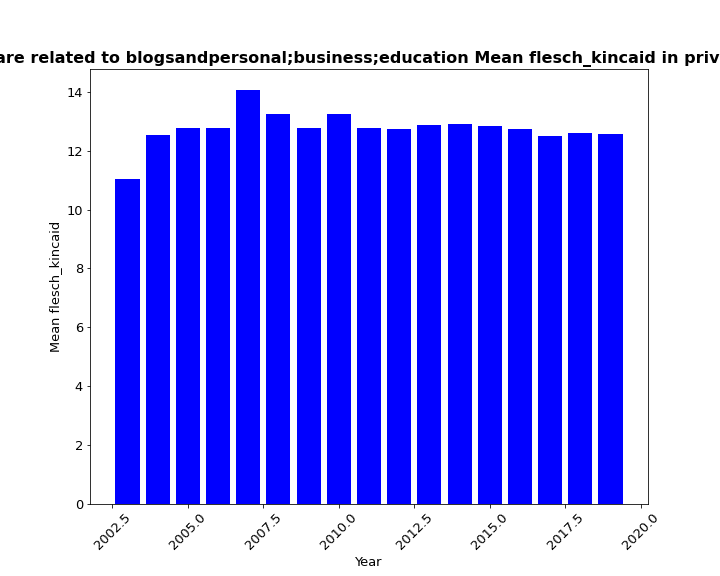 are related to blogsandpersonal;business;education Mean flesch_kincaid in priv
14
12
10
8
6
4
2
0
Mean flesch_kincaid
2002.5 2005.0 2007.5 2010.0 2012.5 2015.0 2017.5 2020.0
Year